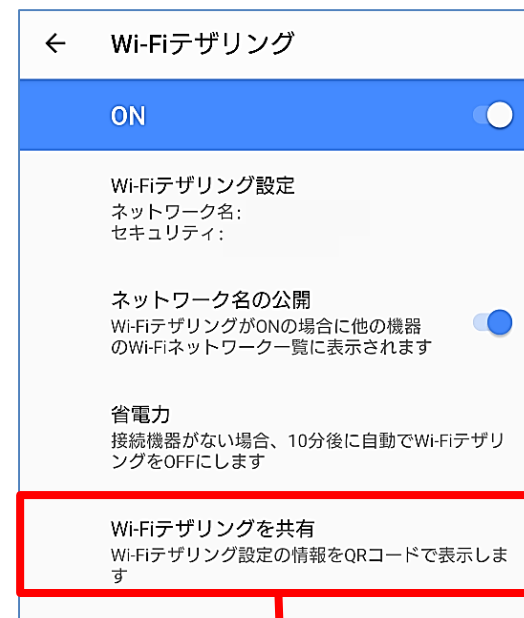 Wi-Fiテザリング
ON
Wi-Fiテザリング設定
ネットワーク名:
セキュリティ:
ネットワーク名の公開
Wi-FiテザリングがONの場合に他の機器
のWi-Fiネットワーク一覧に表示されます
省電力
接続機器がない場合、10分後に自動でWi-Fiテザリ
ングをOFFにします
Wi-Fiテザリングを共有
Wi-Fiテザリング設定の情報をQRコードで表示しま
す